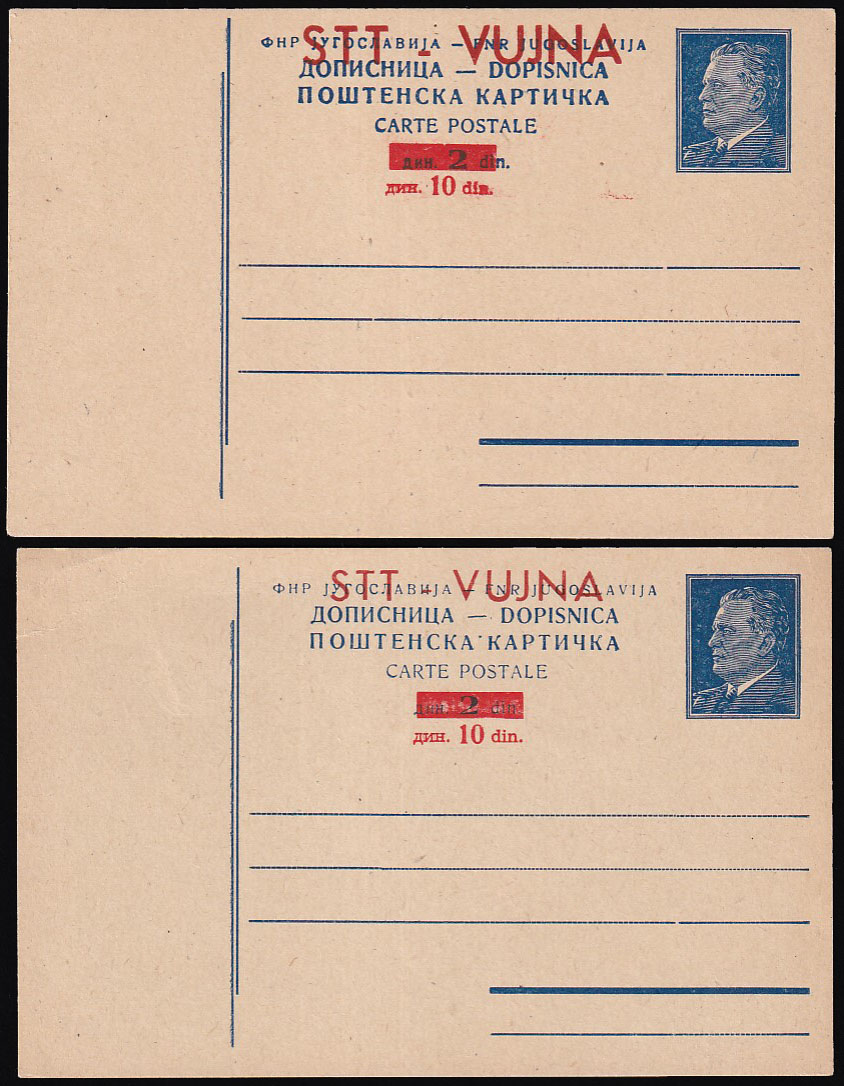 STT - VUJNA
ФНР ЈУГОСЛАВИЈА — FNR JUGOSLAVIJA
ДОПИСНИЦА — DOPISNICA
ПОШТЕНСКА КАРТИЧКА
CARTE POSTALE
дин. 2 din.
дин. 10 din.
STT - VUJNA
ФНР ЈУГОСЛАВИЈА — FNR JUGOSLAVIJA
ДОПИСНИЦА — DOPISNICA
ПОШТЕНСКА КАРТИЧКА
CARTE POSTALE
дин. 2 din.
дин. 10 din.